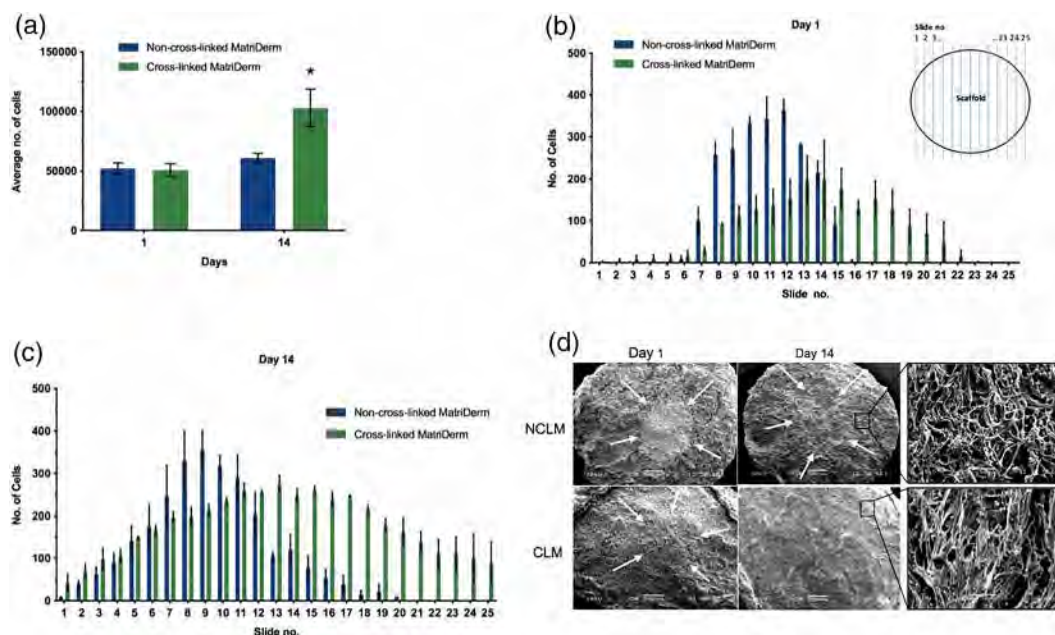 (a)
150000
100000
50000
0
Average no. of cells
Non-cross-linked MatriDerm
Cross-linked MatriDerm
*
1 14
Days
(b)
Day 1
500
400
300
200
100
0
No. of Cells
Non-cross-linked MatriDerm
Cross-linked MatriDerm
Slide no
1 2 3... ...23 24 25
Scaffold
1 2 3 4 5 6 7 8 9 10 11 12 13 14 15 16 17 18 19 20 21 22 23 24 25
Slide no.
(c)
Day 14
500
400
300
200
100
0
No. of Cells
Non-cross-linked MatriDerm
Cross-linked MatriDerm
1 2 3 4 5 6 7 8 9 10 11 12 13 14 15 16 17 18 19 20 21 22 23 24 25
Slide no.
(d)
Day 1 Day 14
NCLM
CLM